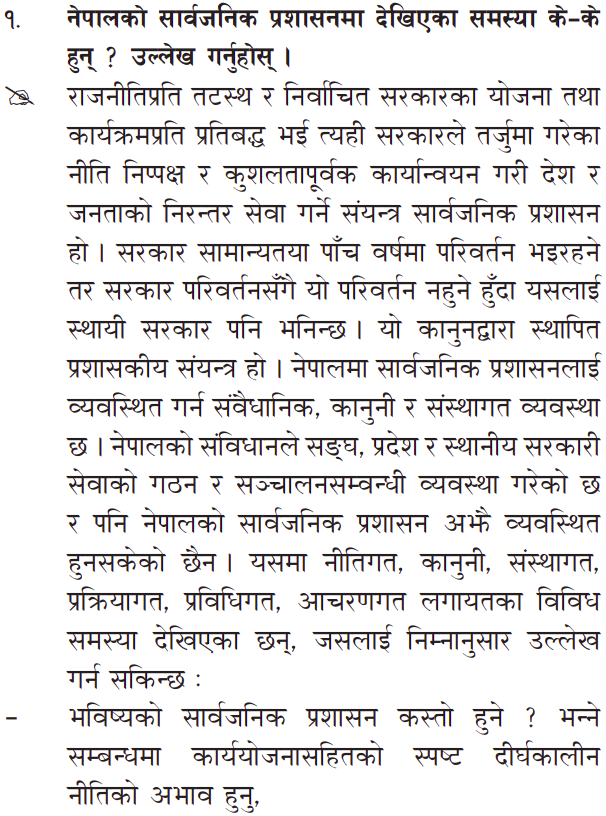 १. नेपालको सार्वजनिक प्रशासनमा देखिएका समस्या के-के
हुन् ? उल्लेख गर्नुहोस् ।
राजनीतिप्रति तटस्थ र निर्वाचित सरकारका योजना तथा
कार्यक्रमप्रति प्रतिबद्ध भई त्यही सरकारले तर्जुमा गरेका
नीति निष्पक्ष र कुशलतापूर्वक कार्यान्वयन गरी देश र
जनताको निरन्तर सेवा गर्ने संयन्त्र सार्वजनिक प्रशासन
हो । सरकार सामान्यतया पाँच वर्षमा परिवर्तन भइरहने
तर सरकार परिवर्तनसँगै यो परिवर्तन नहुने हुँदा यसलाई
स्थायी सरकार पनि भनिन्छ । यो कानुनद्वारा स्थापित
प्रशासकीय संयन्त्र हो । नेपालमा सार्वजनिक प्रशासनलाई
व्यवस्थित गर्न संवैधानिक, कानुनी र संस्थागत व्यवस्था
छ । नेपालको संविधानले सङ्घ, प्रदेश र स्थानीय सरकारी
सेवाको गठन र सञ्चालनसम्वन्धी व्यवस्था गरेको छ
र पनि नेपालको सार्वजनिक प्रशासन अझै व्यवस्थित
हुनसकेको छैन । यसमा नीतिगत, कानुनी, संस्थागत,
प्रक्रियागत, प्रविधिगत, आचरणगत लगायतका विविध
समस्या देखिएका छन्, जसलाई निम्नानुसार उल्लेख
गर्न सकिन्छ :
- भविष्यको सार्वजनिक प्रशासन कस्तो हुने ? भन्ने
सम्बन्धमा कार्ययोजनासहितको स्पष्ट दीर्घकालीन
नीतिको अभाव हुनु,